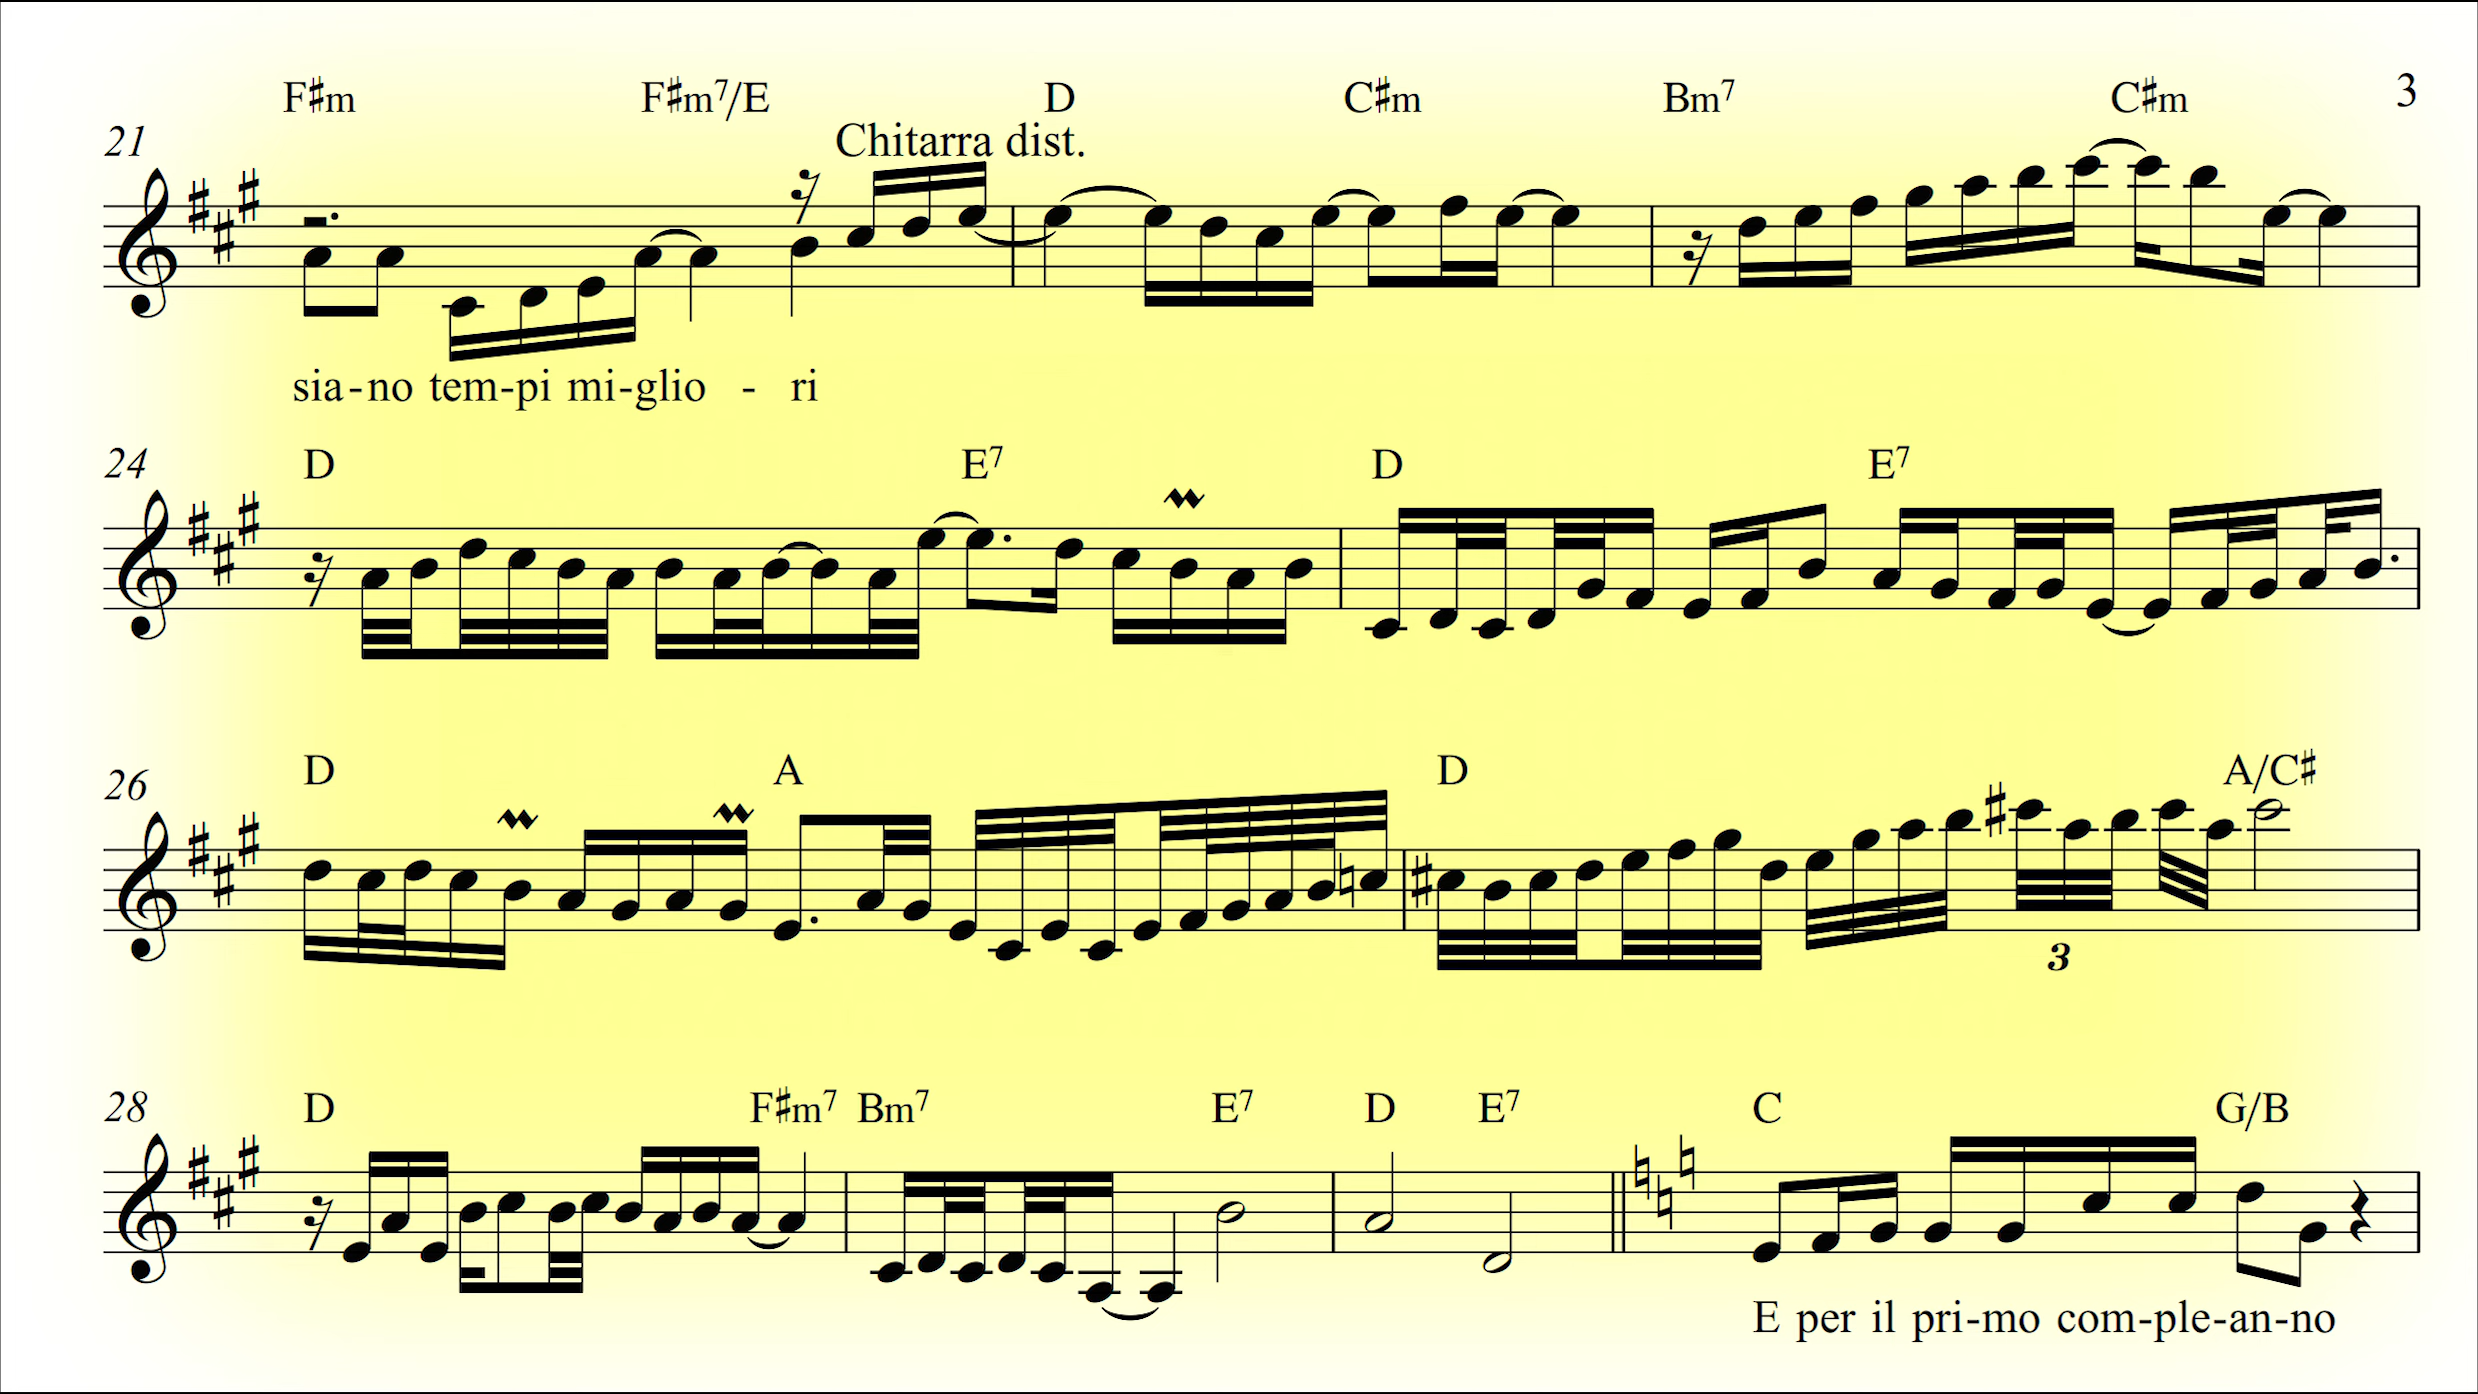 F♯m F♯m7/E D C♯m Bm7 C♯m 3
21 Chitarra dist.
sia-no tem-pi mi-glio - ri
24 D E7 D E7
26 D A D A/C♯
3
28 D F♯m7 Bm7 E7 D E7 C G/B
E per il pri-mo com-ple-an-no